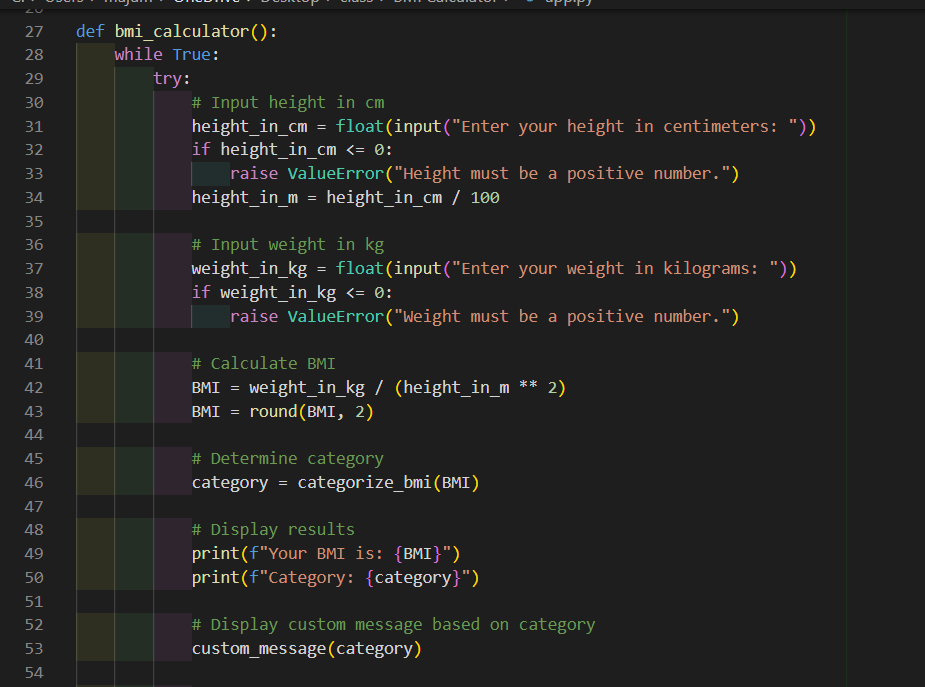 27 def bmi_calculator():
28 while True:
29 try:
30 # Input height in cm
31 height_in_cm = float(input("Enter your height in centimeters: "))
32 if height_in_cm <= 0:
33 raise ValueError("Height must be a positive number.")
34 height_in_m = height_in_cm / 100
35
36 # Input weight in kg
37 weight_in_kg = float(input("Enter your weight in kilograms: "))
38 if weight_in_kg <= 0:
39 raise ValueError("Weight must be a positive number.")
40
41 # Calculate BMI
42 BMI = weight_in_kg / (height_in_m ** 2)
43 BMI = round(BMI, 2)
44
45 # Determine category
46 category = categorize_bmi(BMI)
47
48 # Display results
49 print(f"Your BMI is: {BMI}")
50 print(f"Category: {category}")
51
52 # Display custom message based on category
53 custom_message(category)
54